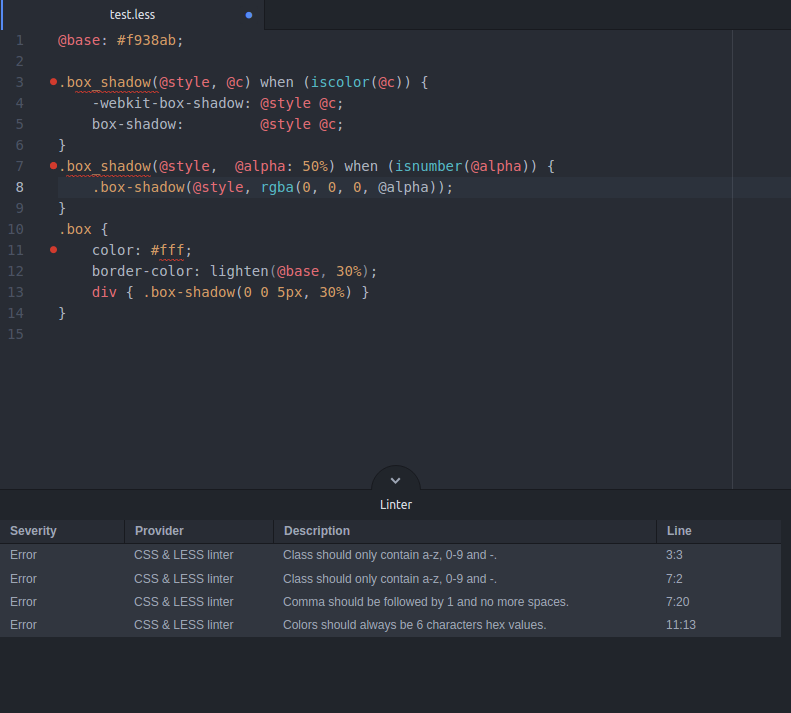 test.less
1 @base: #f938ab;
2
3 .box_shadow(@style, @c) when (iscolor(@c)) {
4     -webkit-box-shadow: @style @c;
5     box-shadow:         @style @c;
6 }
7 .box_shadow(@style,  @alpha: 50%) when (isnumber(@alpha)) {
8     .box-shadow(@style, rgba(0, 0, 0, @alpha));
9 }
10 .box {
11     color: #fff;
12     border-color: lighten(@base, 30%);
13     div { .box-shadow(0 0 5px, 30%) }
14 }
15
Linter
Severity Provider Description Line
Error CSS & LESS linter Class should only contain a-z, 0-9 and -. 3:3
Error CSS & LESS linter Class should only contain a-z, 0-9 and -. 7:2
Error CSS & LESS linter Comma should be followed by 1 and no more spaces. 7:20
Error CSS & LESS linter Colors should always be 6 characters hex values. 11:13